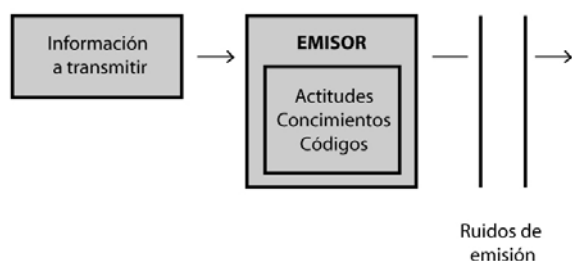 Información
a transmitir
EMISOR
Actitudes
Concimientos
Códigos
Ruidos de
emisión